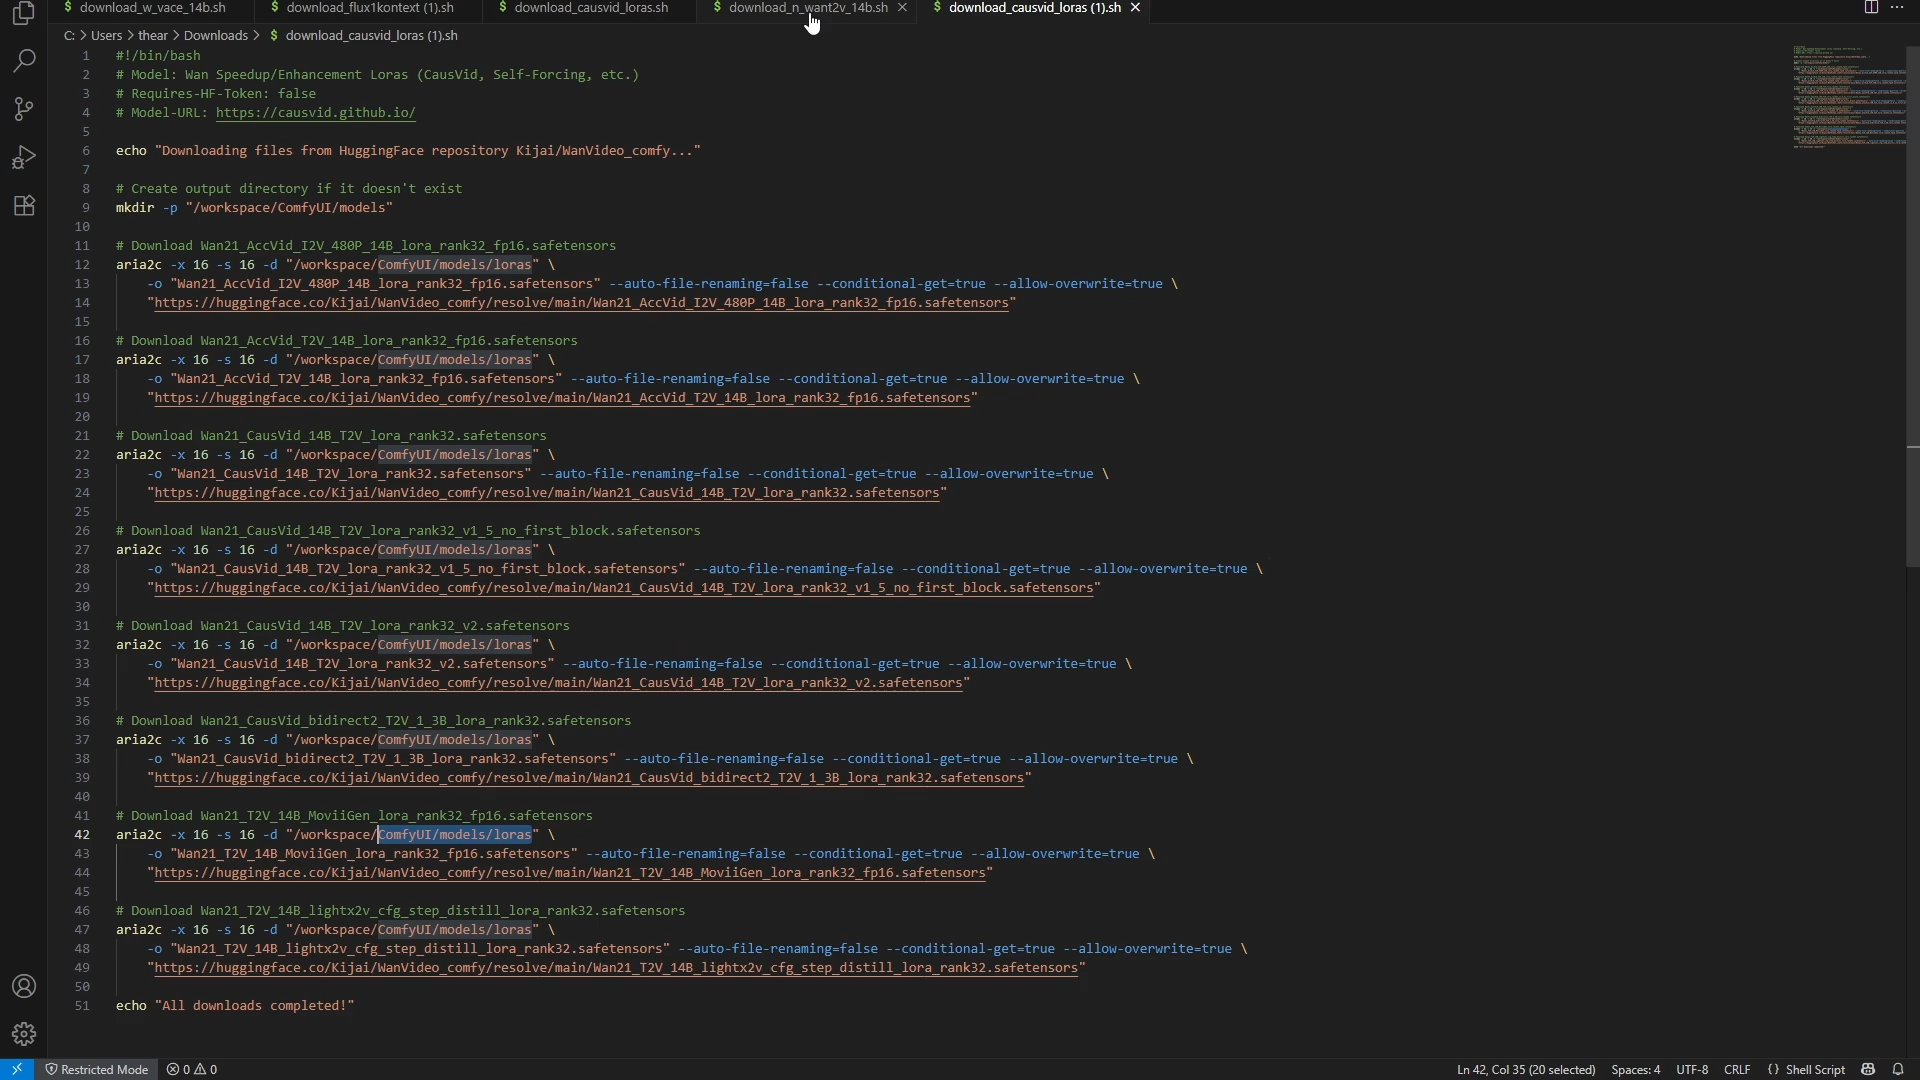 download_w_vace_14b.sh
download_flux1kontext (1).sh
download_causvid_loras.sh
download_n_want2v_14b.sh
download_causvid_loras (1).sh
C: > Users > thear > Downloads > $ download_causvid_loras (1).sh
1 #!/bin/bash
2 # Model: Wan Speedup/Enhancement Loras (CausVid, Self-Forcing, etc.)
3 # Requires-HF-Token: false
4 # Model-URL: https://causvid.github.io/
5
6 echo "Downloading files from HuggingFace repository Kijai/WanVideo_comfy..."
7
8 # Create output directory if it doesn't exist
9 mkdir -p "/workspace/ComfyUI/models"
10
11 # Download Wan21_AccVid_I2V_480P_14B_lora_rank32_fp16.safetensors
12 aria2c -x 16 -s 16 -d "/workspace/ComfyUI/models/loras" \
13 -o "Wan21_AccVid_I2V_480P_14B_lora_rank32_fp16.safetensors" --auto-file-renaming=false --conditional-get=true --allow-overwrite=true \
14 "https://huggingface.co/Kijai/WanVideo_comfy/resolve/main/Wan21_AccVid_I2V_480P_14B_lora_rank32_fp16.safetensors"
15
16 # Download Wan21_AccVid_T2V_14B_lora_rank32_fp16.safetensors
17 aria2c -x 16 -s 16 -d "/workspace/ComfyUI/models/loras" \
18 -o "Wan21_AccVid_T2V_14B_lora_rank32_fp16.safetensors" --auto-file-renaming=false --conditional-get=true --allow-overwrite=true \
19 "https://huggingface.co/Kijai/WanVideo_comfy/resolve/main/Wan21_AccVid_T2V_14B_lora_rank32_fp16.safetensors"
20
21 # Download Wan21_CausVid_14B_T2V_lora_rank32.safetensors
22 aria2c -x 16 -s 16 -d "/workspace/ComfyUI/models/loras" \
23 -o "Wan21_CausVid_14B_T2V_lora_rank32.safetensors" --auto-file-renaming=false --conditional-get=true --allow-overwrite=true \
24 "https://huggingface.co/Kijai/WanVideo_comfy/resolve/main/Wan21_CausVid_14B_T2V_lora_rank32.safetensors"
25
26 # Download Wan21_CausVid_14B_T2V_lora_rank32_v1_5_no_first_block.safetensors
27 aria2c -x 16 -s 16 -d "/workspace/ComfyUI/models/loras" \
28 -o "Wan21_CausVid_14B_T2V_lora_rank32_v1_5_no_first_block.safetensors" --auto-file-renaming=false --conditional-get=true --allow-overwrite=true \
29 "https://huggingface.co/Kijai/WanVideo_comfy/resolve/main/Wan21_CausVid_14B_T2V_lora_rank32_v1_5_no_first_block.safetensors"
30
31 # Download Wan21_CausVid_14B_T2V_lora_rank32_v2.safetensors
32 aria2c -x 16 -s 16 -d "/workspace/ComfyUI/models/loras" \
33 -o "Wan21_CausVid_14B_T2V_lora_rank32_v2.safetensors" --auto-file-renaming=false --conditional-get=true --allow-overwrite=true \
34 "https://huggingface.co/Kijai/WanVideo_comfy/resolve/main/Wan21_CausVid_14B_T2V_lora_rank32_v2.safetensors"
35
36 # Download Wan21_CausVid_bidirect2_T2V_1_3B_lora_rank32.safetensors
37 aria2c -x 16 -s 16 -d "/workspace/ComfyUI/models/loras" \
38 -o "Wan21_CausVid_bidirect2_T2V_1_3B_lora_rank32.safetensors" --auto-file-renaming=false --conditional-get=true --allow-overwrite=true \
39 "https://huggingface.co/Kijai/WanVideo_comfy/resolve/main/Wan21_CausVid_bidirect2_T2V_1_3B_lora_rank32.safetensors"
40
41 # Download Wan21_T2V_14B_MoviiGen_lora_rank32_fp16.safetensors
42 aria2c -x 16 -s 16 -d "/workspace/ComfyUI/models/loras" \
43 -o "Wan21_T2V_14B_MoviiGen_lora_rank32_fp16.safetensors" --auto-file-renaming=false --conditional-get=true --allow-overwrite=true \
44 "https://huggingface.co/Kijai/WanVideo_comfy/resolve/main/Wan21_T2V_14B_MoviiGen_lora_rank32_fp16.safetensors"
45
46 # Download Wan21_T2V_14B_lightx2v_cfg_step_distill_lora_rank32.safetensors
47 aria2c -x 16 -s 16 -d "/workspace/ComfyUI/models/loras" \
48 -o "Wan21_T2V_14B_lightx2v_cfg_step_distill_lora_rank32.safetensors" --auto-file-renaming=false --conditional-get=true --allow-overwrite=true \
49 "https://huggingface.co/Kijai/WanVideo_comfy/resolve/main/Wan21_T2V_14B_lightx2v_cfg_step_distill_lora_rank32.safetensors"
50
51 echo "All downloads completed!"
Restricted Mode 0 0 Ln 42, Col 35 (20 selected) Spaces: 4 UTF-8 CRLF {} Shell Script